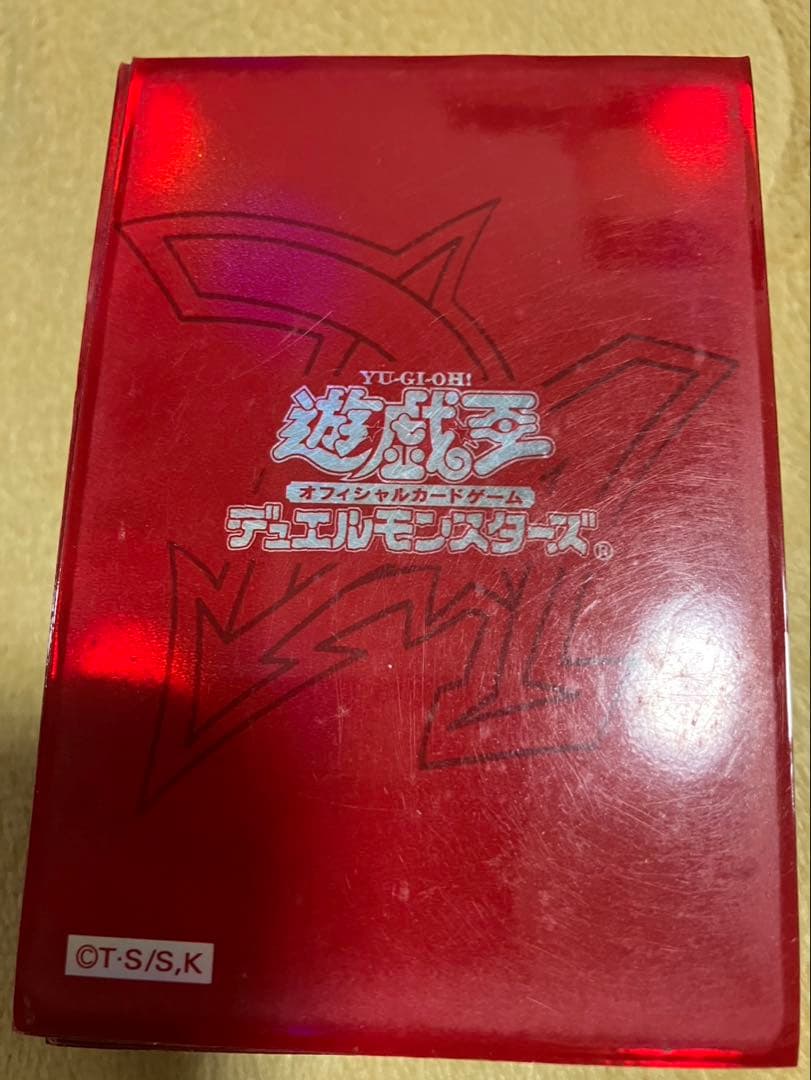 YU-GI-OH!
遊戯王
オフィシャルカードゲーム
デュエルモンスターズ®
©T・S/S,K